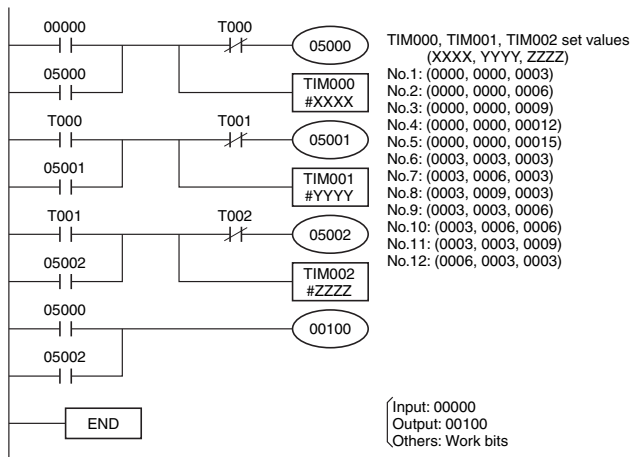 00000
T000
05000
05000
TIM000
#XXXX
T000
T001
05001
05001
TIM001
#YYYY
T001
T002
05002
05002
TIM002
#ZZZZ
05000
00100
05002
END
TIM000, TIM001, TIM002 set values
(XXXX, YYYY, ZZZZ)
No.1: (0000, 0000, 0003)
No.2: (0000, 0000, 0006)
No.3: (0000, 0000, 0009)
No.4: (0000, 0000, 00012)
No.5: (0000, 0000, 00015)
No.6: (0003, 0003, 0003)
No.7: (0003, 0006, 0003)
No.8: (0003, 0009, 0003)
No.9: (0003, 0003, 0006)
No.10: (0003, 0006, 0006)
No.11: (0003, 0003, 0009)
No.12: (0006, 0003, 0003)
Input: 00000
Output: 00100
Others: Work bits